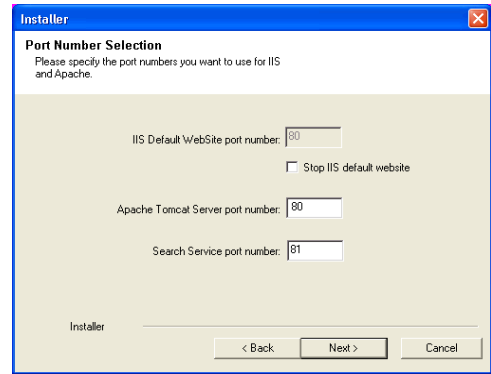 Installer
Port Number Selection
Please specify the port numbers you want to use for IIS
and Apache.
IIS Default WebSite port number: 80
Stop IIS default website
Apache Tomcat Server port number: 80
Search Service port number: 81
Installer
< Back Next > Cancel